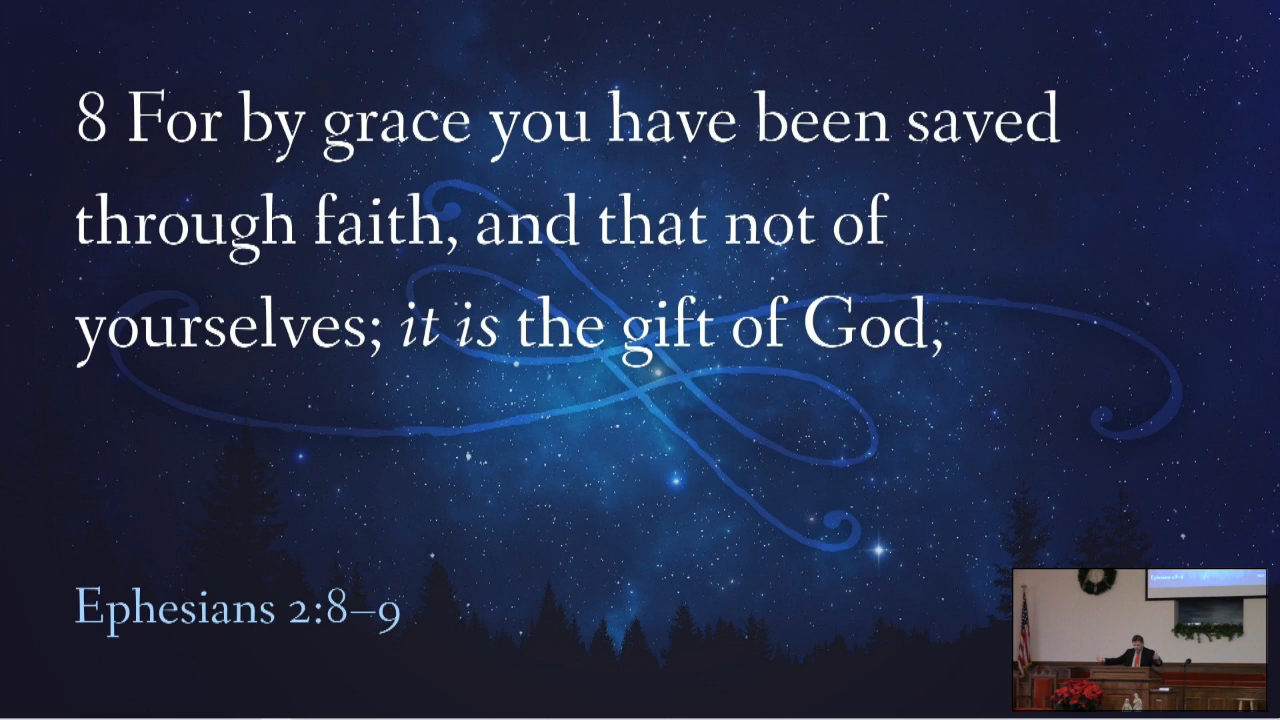 8 For by grace you have been saved
through faith, and that not of
yourselves; it is the gift of God,
Ephesians 2:8–9